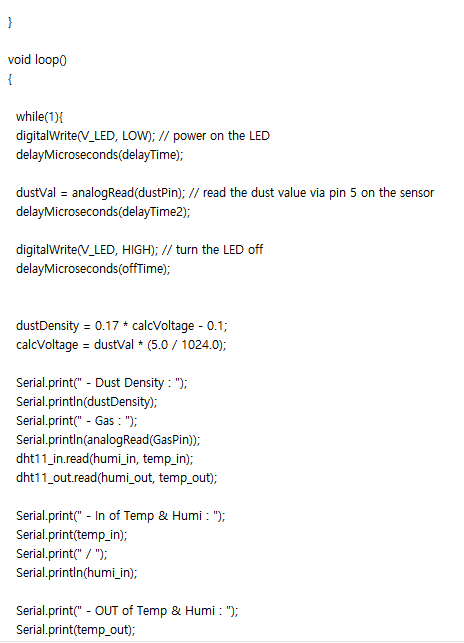 }
void loop()
{
while(1){
digitalWrite(V_LED, LOW); // power on the LED
delayMicroseconds(delayTime);
dustVal = analogRead(dustPin); // read the dust value via pin 5 on the sensor
delayMicroseconds(delayTime2);
digitalWrite(V_LED, HIGH); // turn the LED off
delayMicroseconds(offTime);
dustDensity = 0.17 * calcVoltage - 0.1;
calcVoltage = dustVal * (5.0 / 1024.0);
Serial.print(" - Dust Density : ");
Serial.println(dustDensity);
Serial.print(" - Gas : ");
Serial.println(analogRead(GasPin));
dht11_in.read(humi_in, temp_in);
dht11_out.read(humi_out, temp_out);
Serial.print(" - In of Temp & Humi : ");
Serial.print(temp_in);
Serial.print(" / ");
Serial.println(humi_in);
Serial.print(" - OUT of Temp & Humi : ");
Serial.print(temp_out);